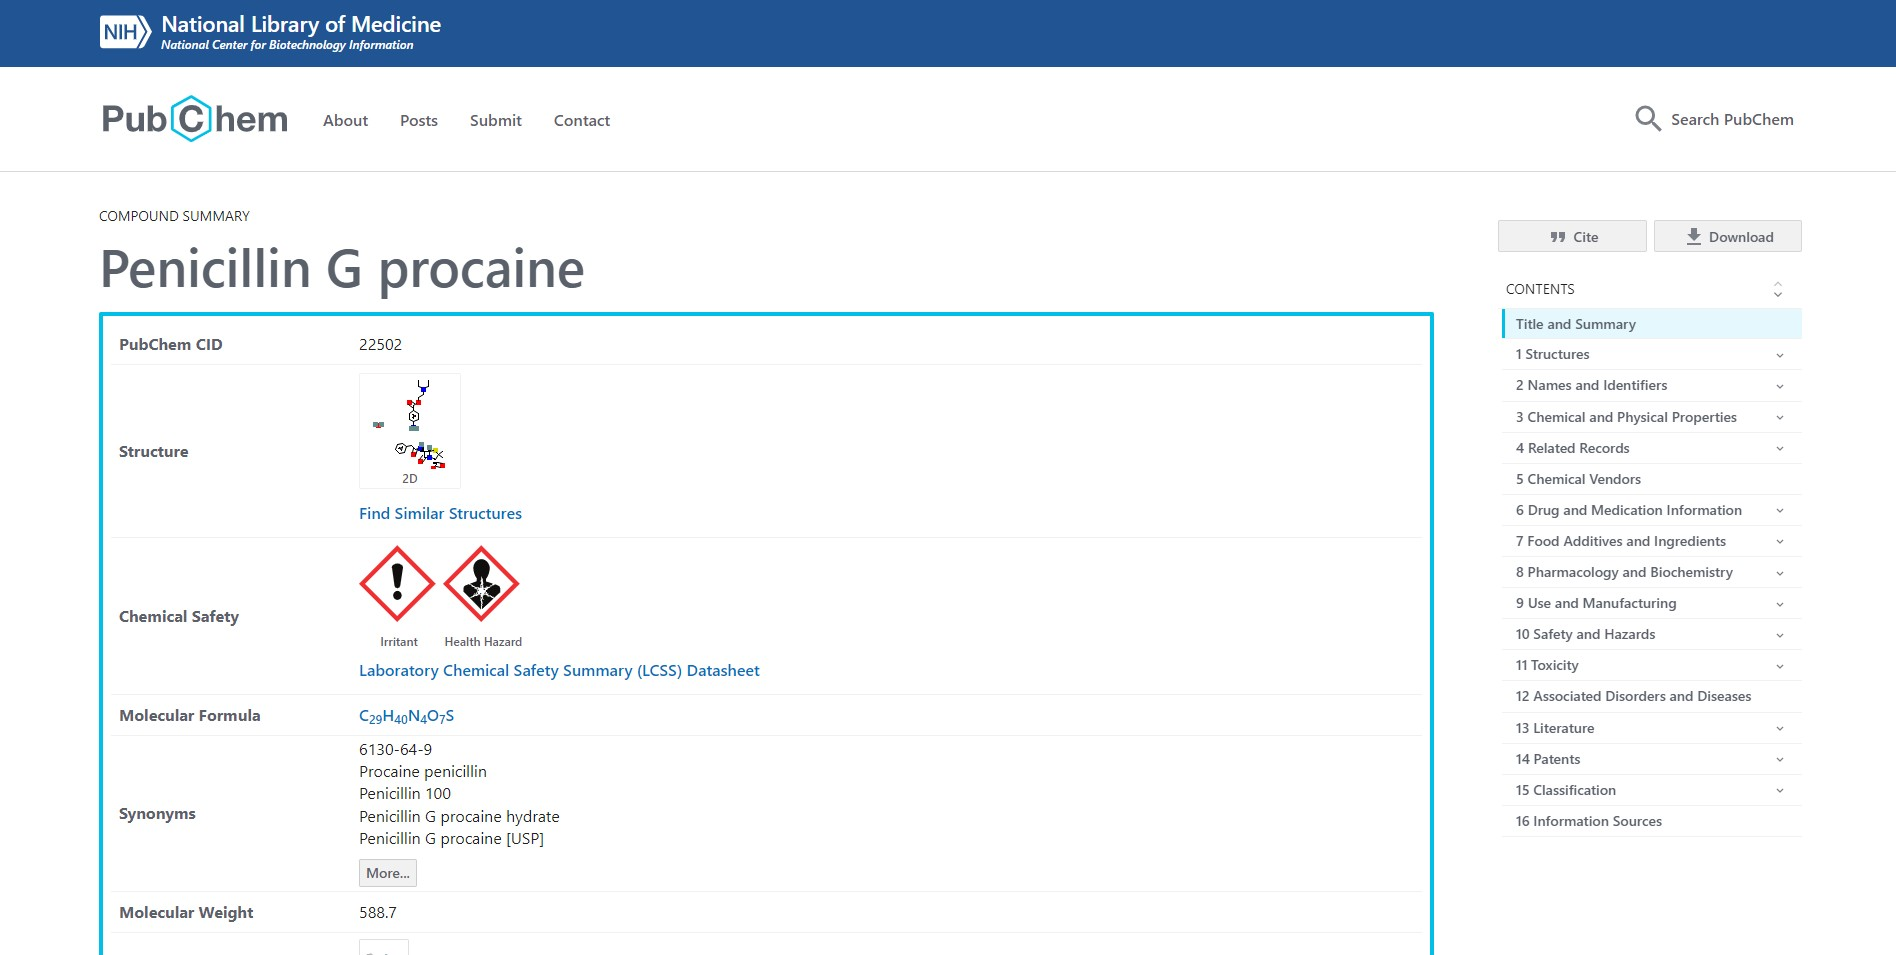 NIH National Library of Medicine
National Center for Biotechnology Information
PubChem About Posts Submit Contact Search PubChem
COMPOUND SUMMARY
Penicillin G procaine
Cite Download
CONTENTS
Title and Summary
1 Structures
2 Names and Identifiers
3 Chemical and Physical Properties
4 Related Records
5 Chemical Vendors
6 Drug and Medication Information
7 Food Additives and Ingredients
8 Pharmacology and Biochemistry
9 Use and Manufacturing
10 Safety and Hazards
11 Toxicity
12 Associated Disorders and Diseases
13 Literature
14 Patents
15 Classification
16 Information Sources
PubChem CID 22502
Structure
2D
Find Similar Structures
Chemical Safety
Irritant Health Hazard
Laboratory Chemical Safety Summary (LCSS) Datasheet
Molecular Formula C₂₉H₄₀N₄O₇S
Synonyms
6130-64-9
Procaine penicillin
Penicillin 100
Penicillin G procaine hydrate
Penicillin G procaine [USP]
More...
Molecular Weight 588.7